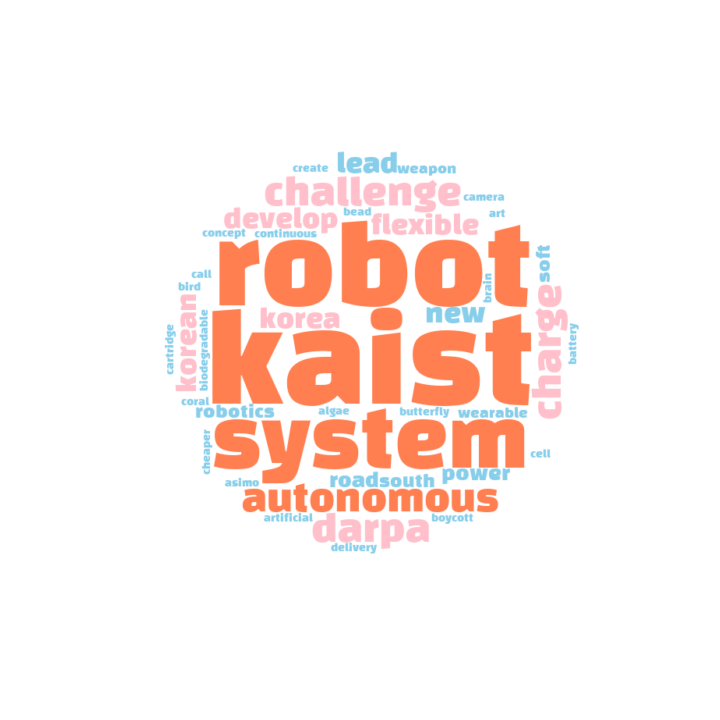 create
lead
weapon
challenge
camera
develop
bead
flexible
art
concept
continuous
robot
soft
call
bird
brain
korean
korea
new
charge
biodegradable
cartridge
kaist
battery
coral
robotics
algae
butterfly
wearable
system
cheaper
cell
asimo
road
south
power
autonomous
artificial
darpa
boycott
delivery